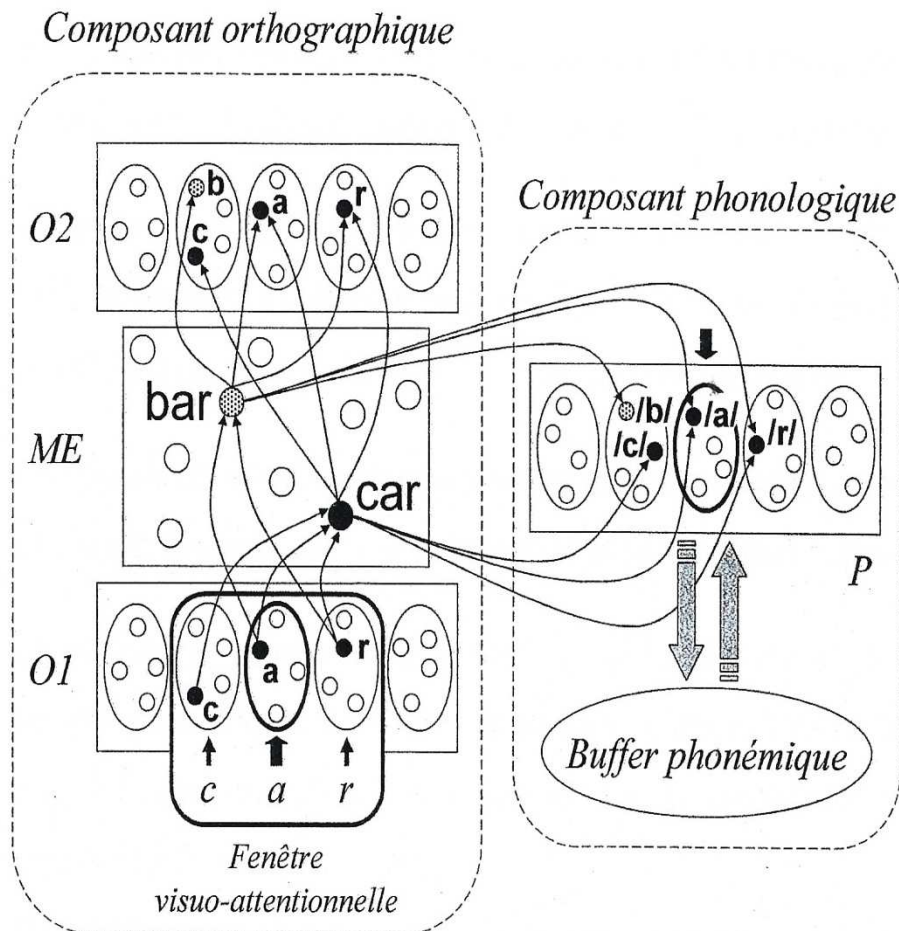 Composant orthographique
O2
b
a
r
c
Composant phonologique
bar
ME
car
/b/
/a/
/c/
/r/
P
O1
a
r
c
c a r
Buffer phonémique
Fenêtre
visuo-attentionnelle